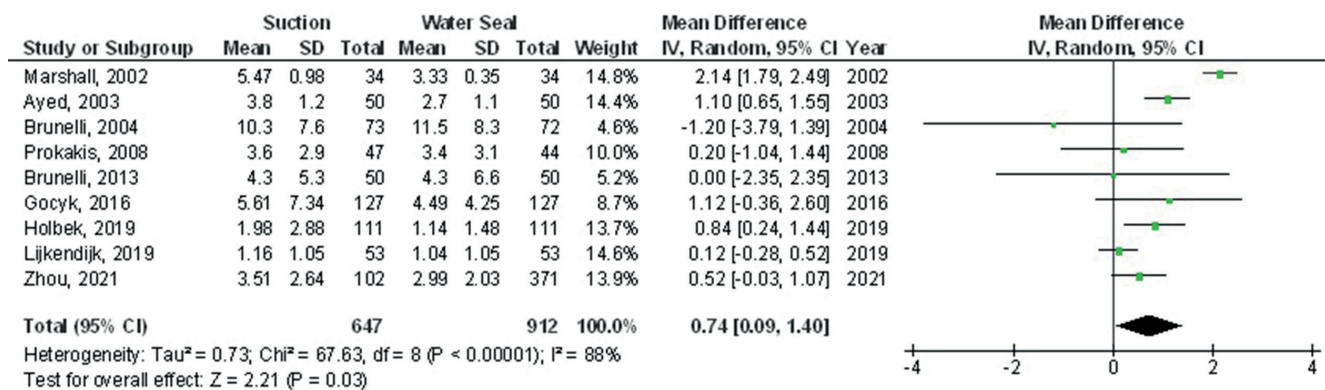 Suction Water Seal Mean Difference Mean Difference
Study or Subgroup Mean SD Total Mean SD Total Weight IV, Random, 95% CI Year IV, Random, 95% CI
Marshall, 2002 5.47 0.98 34 3.33 0.35 34 14.8% 2.14 [1.79, 2.49] 2002
Ayed, 2003 3.8 1.2 50 2.7 1.1 50 14.4% 1.10 [0.65, 1.55] 2003
Brunelli, 2004 10.3 7.6 73 11.5 8.3 72 4.6% -1.20 [-3.79, 1.39] 2004
Prokakis, 2008 3.6 2.9 47 3.4 3.1 44 10.0% 0.20 [-1.04, 1.44] 2008
Brunelli, 2013 4.3 5.3 50 4.3 6.6 50 5.2% 0.00 [-2.35, 2.35] 2013
Gocyk, 2016 5.61 7.34 127 4.49 4.25 127 8.7% 1.12 [-0.36, 2.60] 2016
Holbek, 2019 1.98 2.88 111 1.14 1.48 111 13.7% 0.84 [0.24, 1.44] 2019
Lijkendijk, 2019 1.16 1.05 53 1.04 1.05 53 14.6% 0.12 [-0.28, 0.52] 2019
Zhou, 2021 3.51 2.64 102 2.99 2.03 371 13.9% 0.52 [-0.03, 1.07] 2021
Total (95% CI) 647 912 100.0% 0.74 [0.09, 1.40]
Heterogeneity: Tau² = 0.73; Chi² = 67.63, df = 8 (P < 0.00001); I² = 88%
Test for overall effect: Z = 2.21 (P = 0.03)
-4 -2 0 2 4